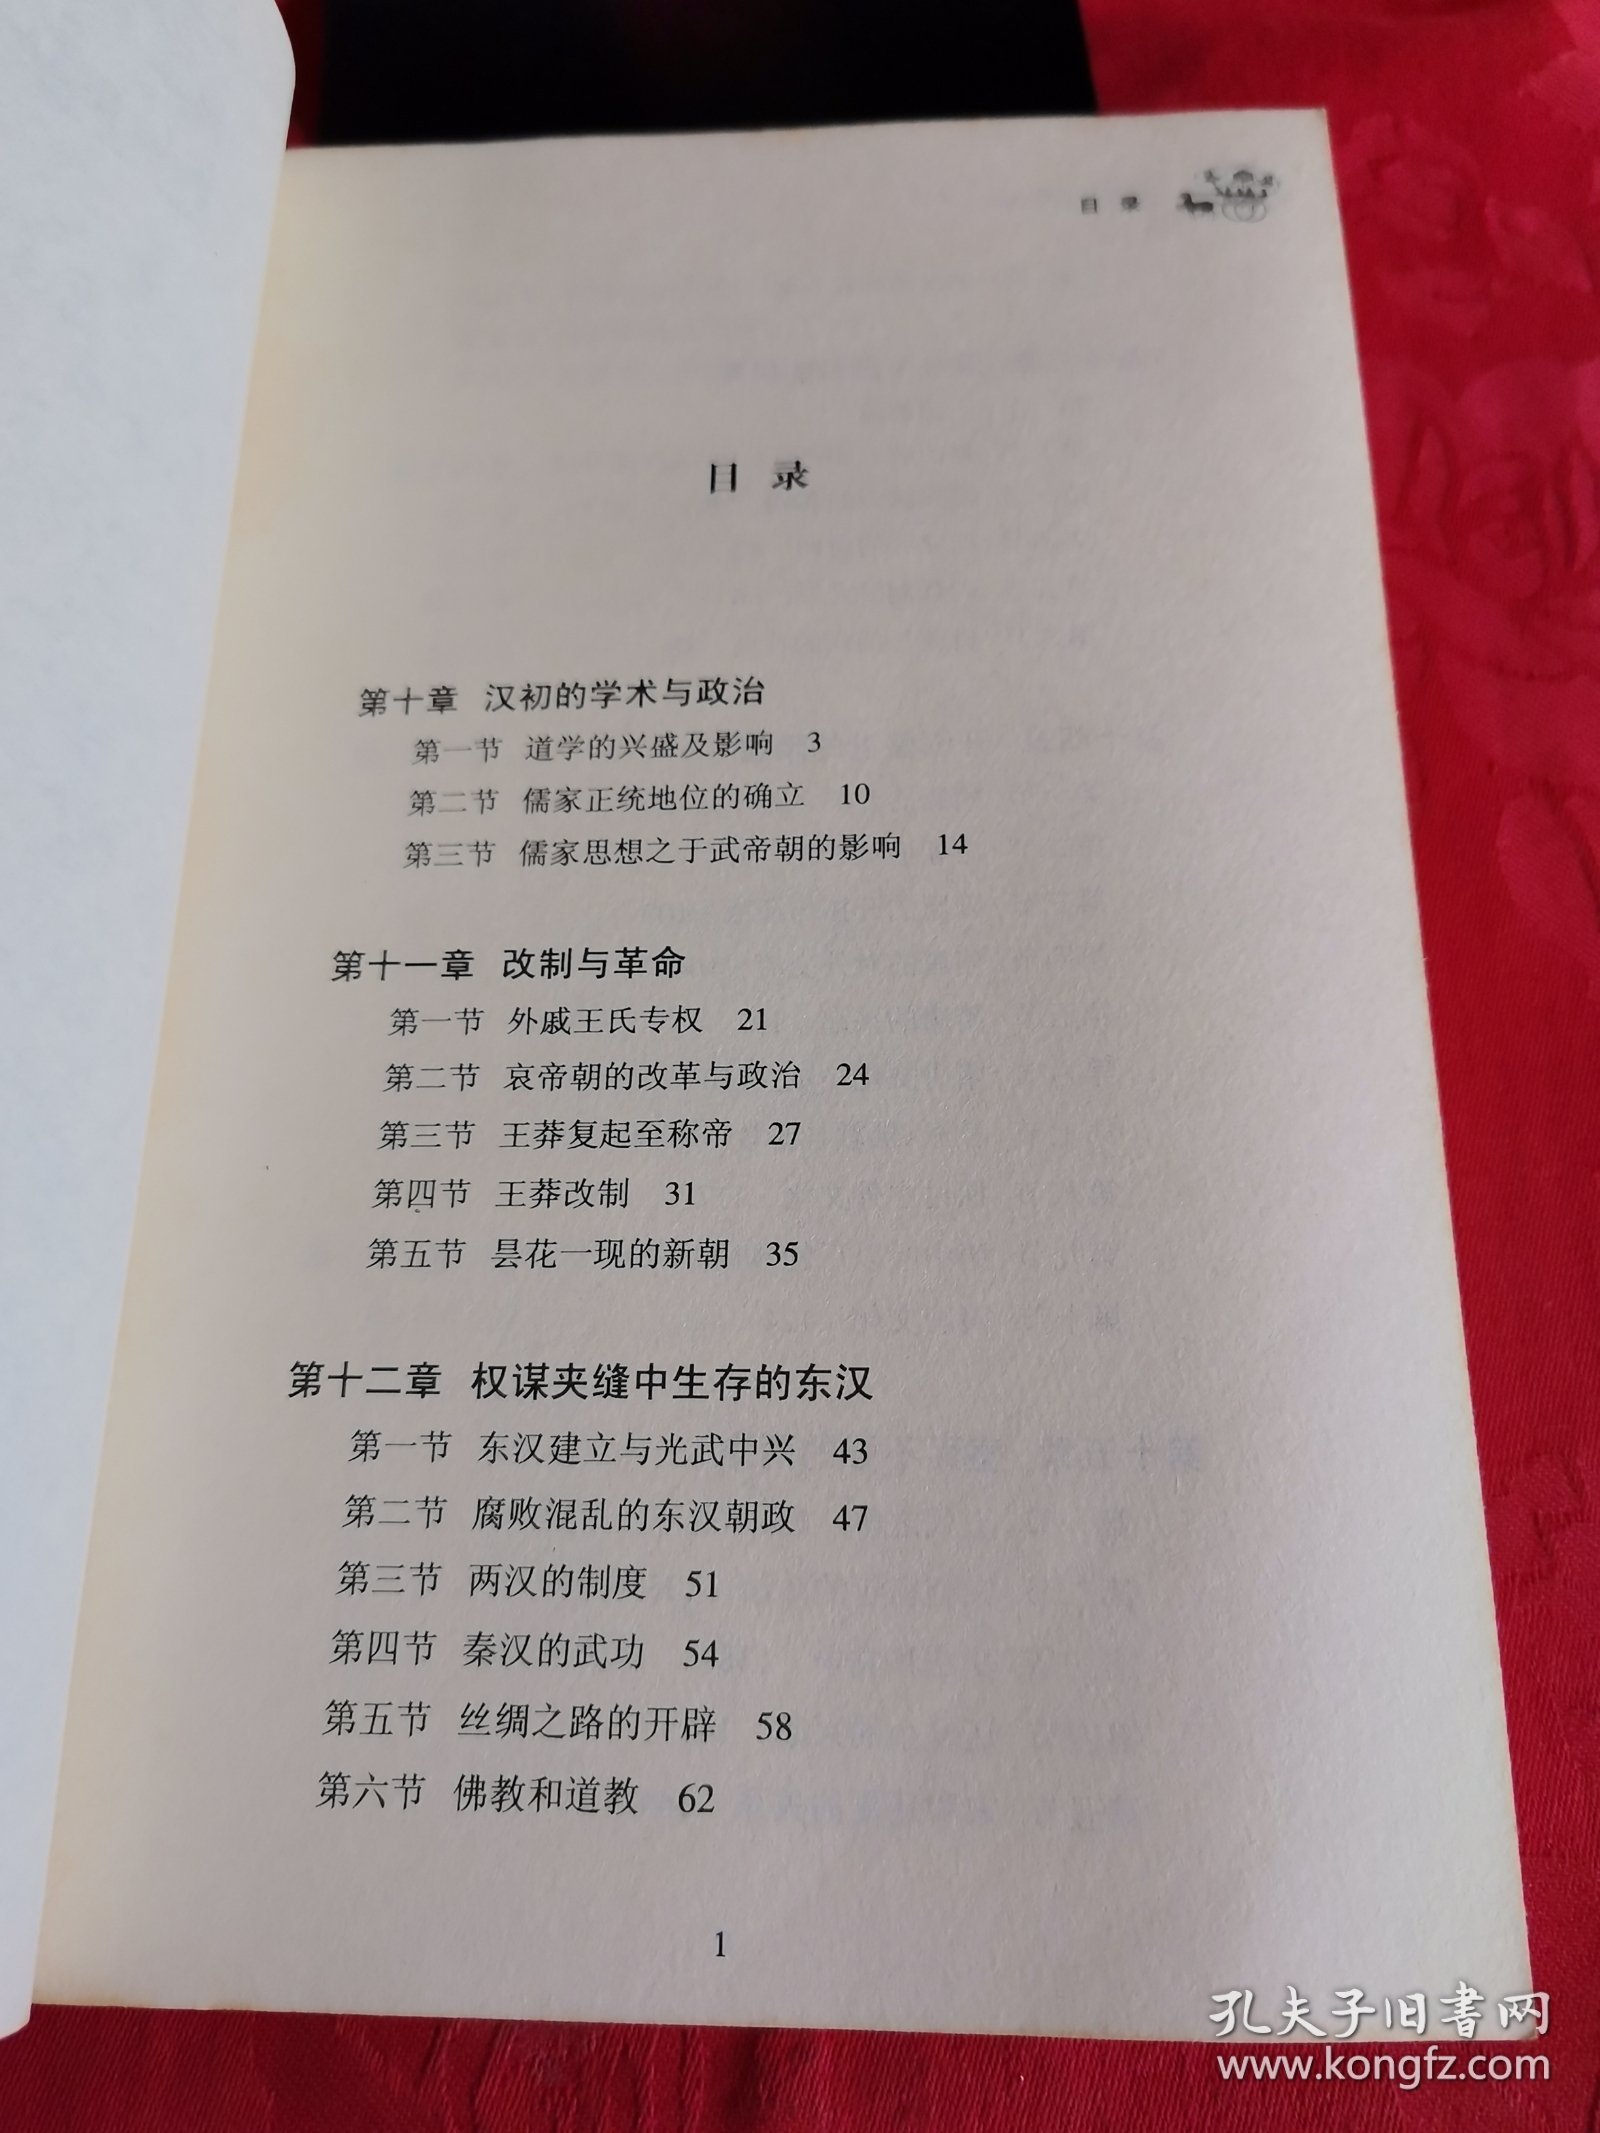 目 录
目 录
第十章 汉初的学术与政治
第一节 道学的兴盛及影响 3
第二节 儒家正统地位的确立 10
第三节 儒家思想之于武帝朝的影响 14
第十一章 改制与革命
第一节 外戚王氏专权 21
第二节 哀帝朝的改革与政治 24
第三节 王莽复起至称帝 27
第四节 王莽改制 31
第五节 昙花一现的新朝 35
第十二章 权谋夹缝中生存的东汉
第一节 东汉建立与光武中兴 43
第二节 腐败混乱的东汉朝政 47
第三节 两汉的制度 51
第四节 秦汉的武功 54
第五节 丝绸之路的开辟 58
第六节 佛教和道教 62
1
孔夫子旧书网
www.kongfz.com